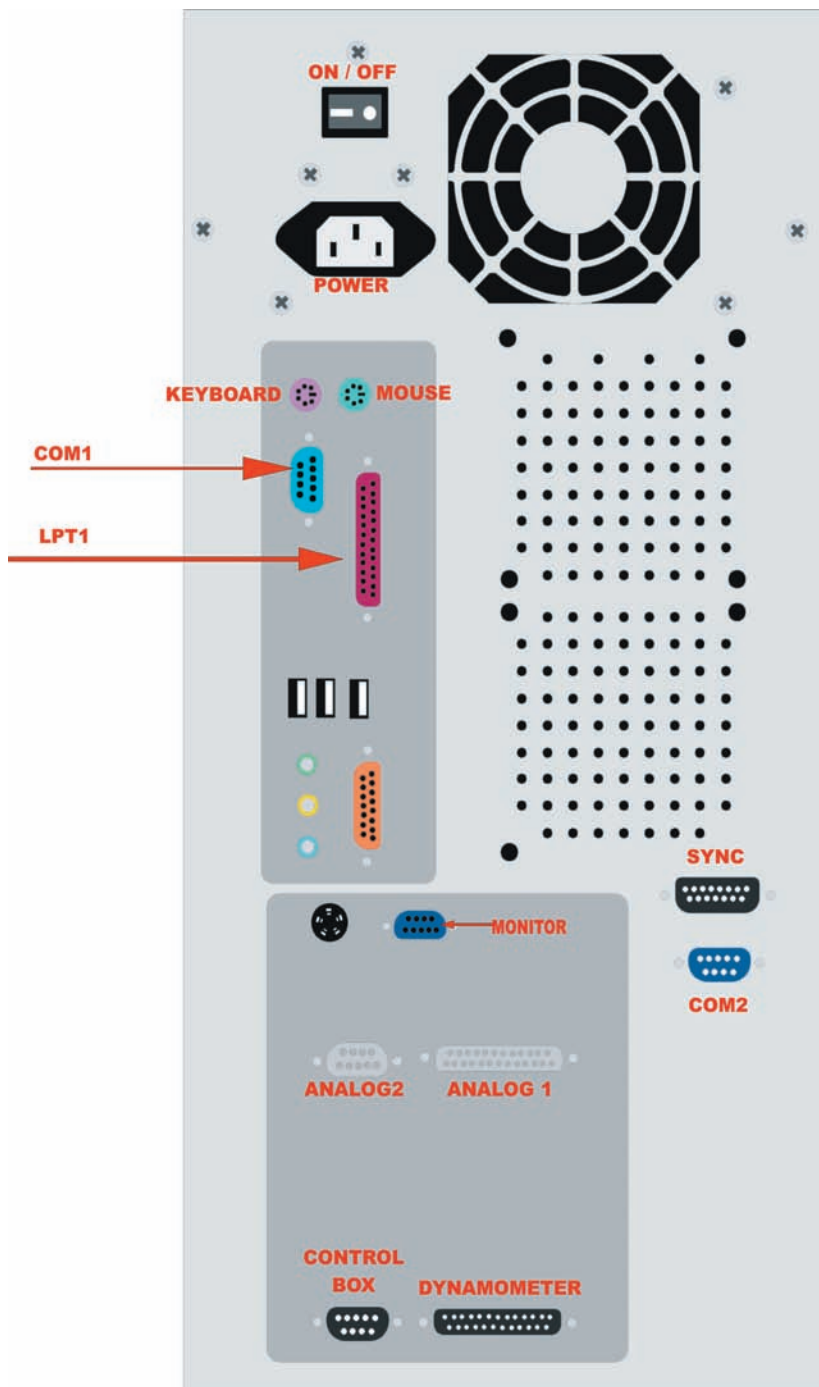 ON / OFF
POWER
KEYBOARD
MOUSE
COM1
LPT1
SYNC
MONITOR
COM2
ANALOG2
ANALOG 1
CONTROL
BOX
DYNAMOMETER